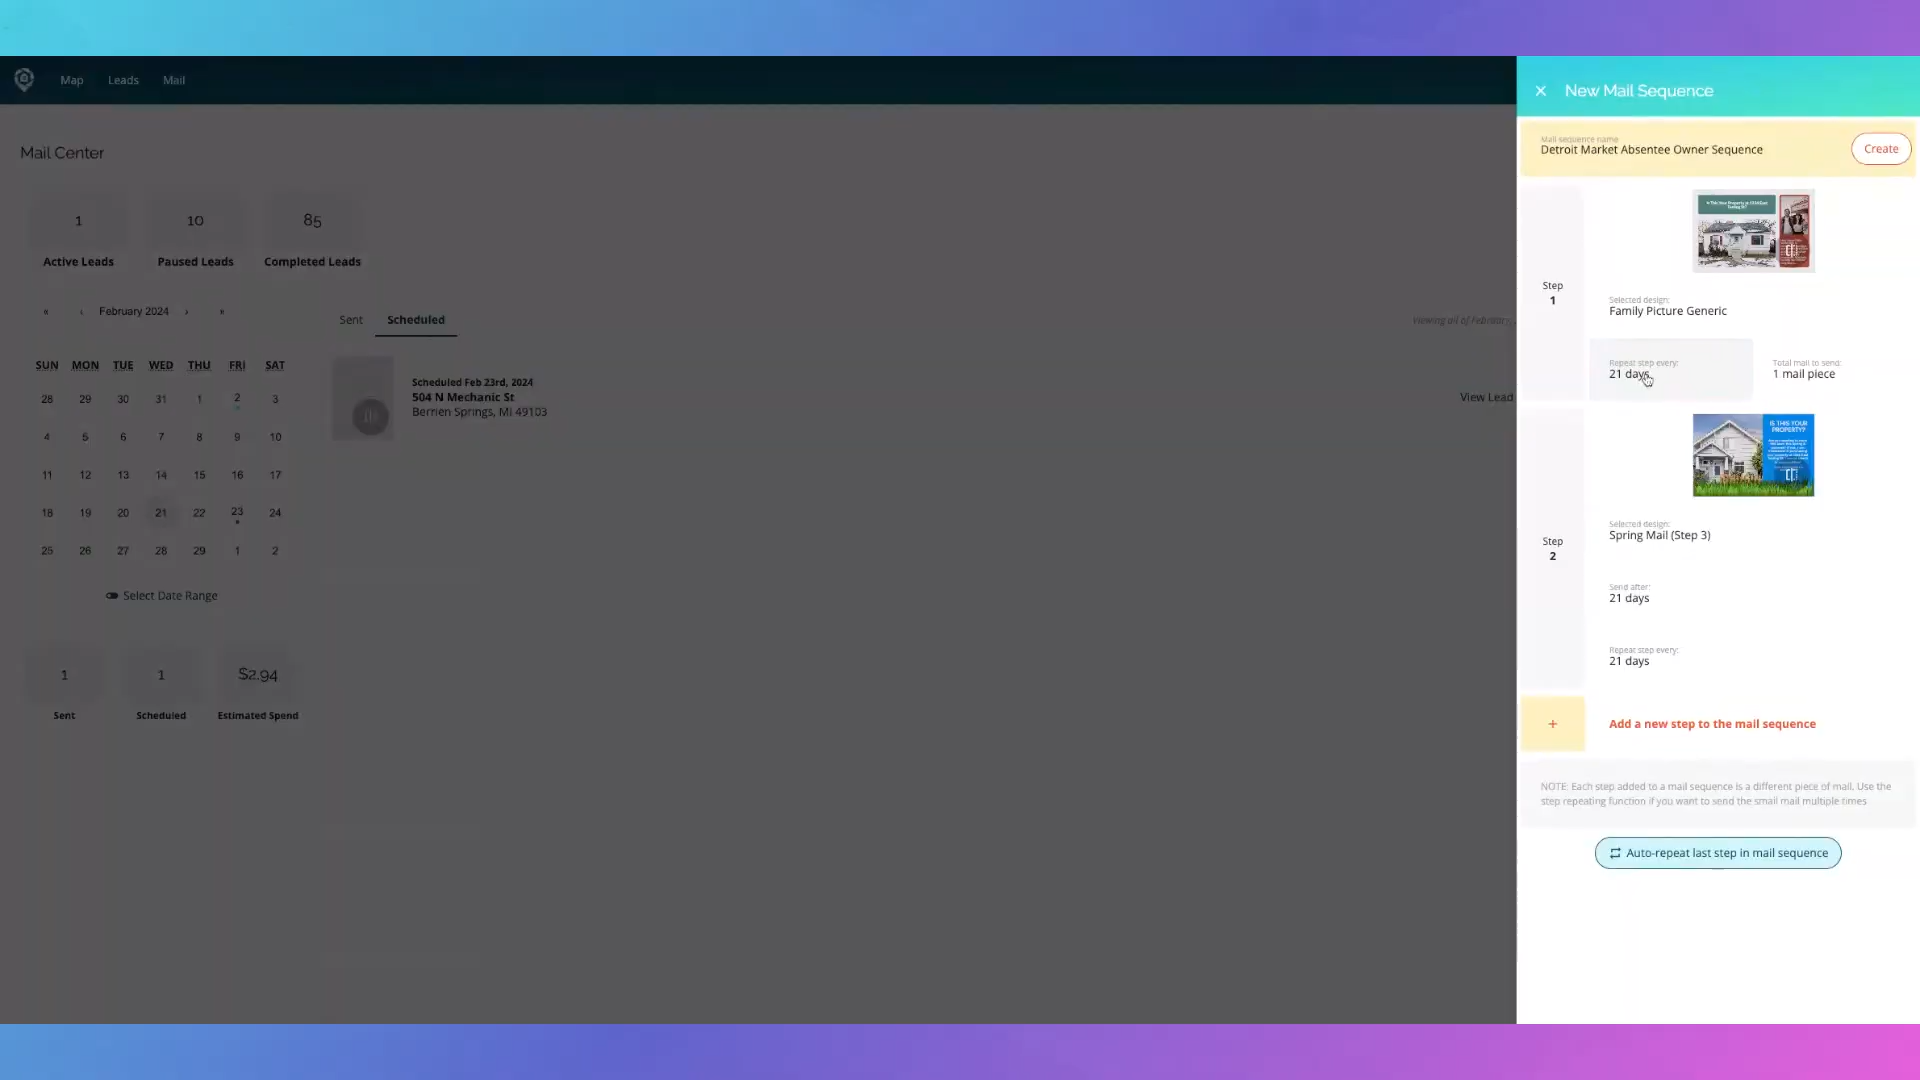 Map Leads Mail
Mail Center
1
Active Leads
10
Paused Leads
85
Completed Leads
« ‹ February 2024 › »
SUN MON TUE WED THU FRI SAT
28 29 30 31 1 2 3
4 5 6 7 8 9 10
11 12 13 14 15 16 17
18 19 20 21 22 23 24
25 26 27 28 29 1 2
Select Date Range
1
Sent
1
Scheduled
$2.94
Estimated Spend
Sent Scheduled
Viewing all of February,
Scheduled Feb 23rd, 2024
504 N Mechanic St
Berrien Springs, MI 49103
View Lead
New Mail Sequence
Mail sequence name
Detroit Market Absentee Owner Sequence
Create
Step
1
Selected design:
Family Picture Generic
Repeat step every:
21 days
Total mail to send:
1 mail piece
Step
2
IS THIS YOUR
PROPERTY?
Selected design:
Spring Mail (Step 3)
Send after:
21 days
Repeat step every:
21 days
+ Add a new step to the mail sequence
NOTE: Each step added to a mail sequence is a different piece of mail. Use the
step repeating function if you want to send the small mail multiple times
Auto-repeat last step in mail sequence